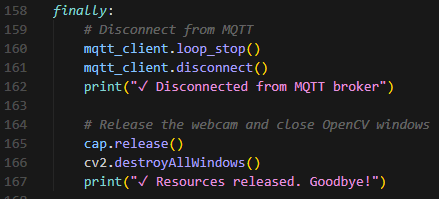 158 finally:
159     # Disconnect from MQTT
160     mqtt_client.loop_stop()
161     mqtt_client.disconnect()
162     print("✓ Disconnected from MQTT broker")
163
164     # Release the webcam and close OpenCV windows
165     cap.release()
166     cv2.destroyAllWindows()
167     print("✓ Resources released. Goodbye!")